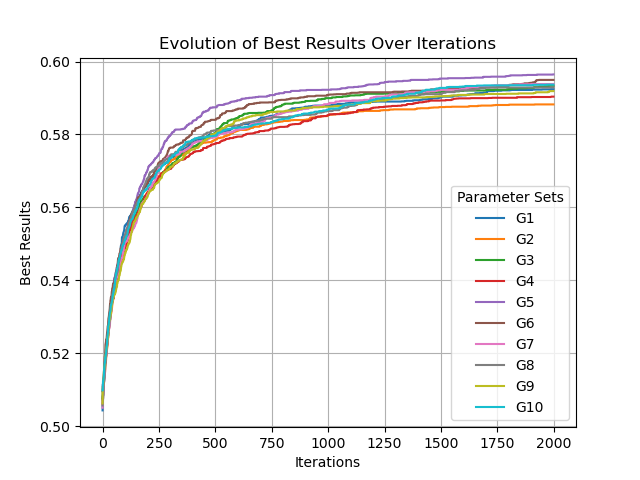 Evolution of Best Results Over Iterations
Best Results
0.60
0.58
0.56
0.54
0.52
0.50
Parameter Sets
G1
G2
G3
G4
G5
G6
G7
G8
G9
G10
0 250 500 750 1000 1250 1500 1750 2000
Iterations